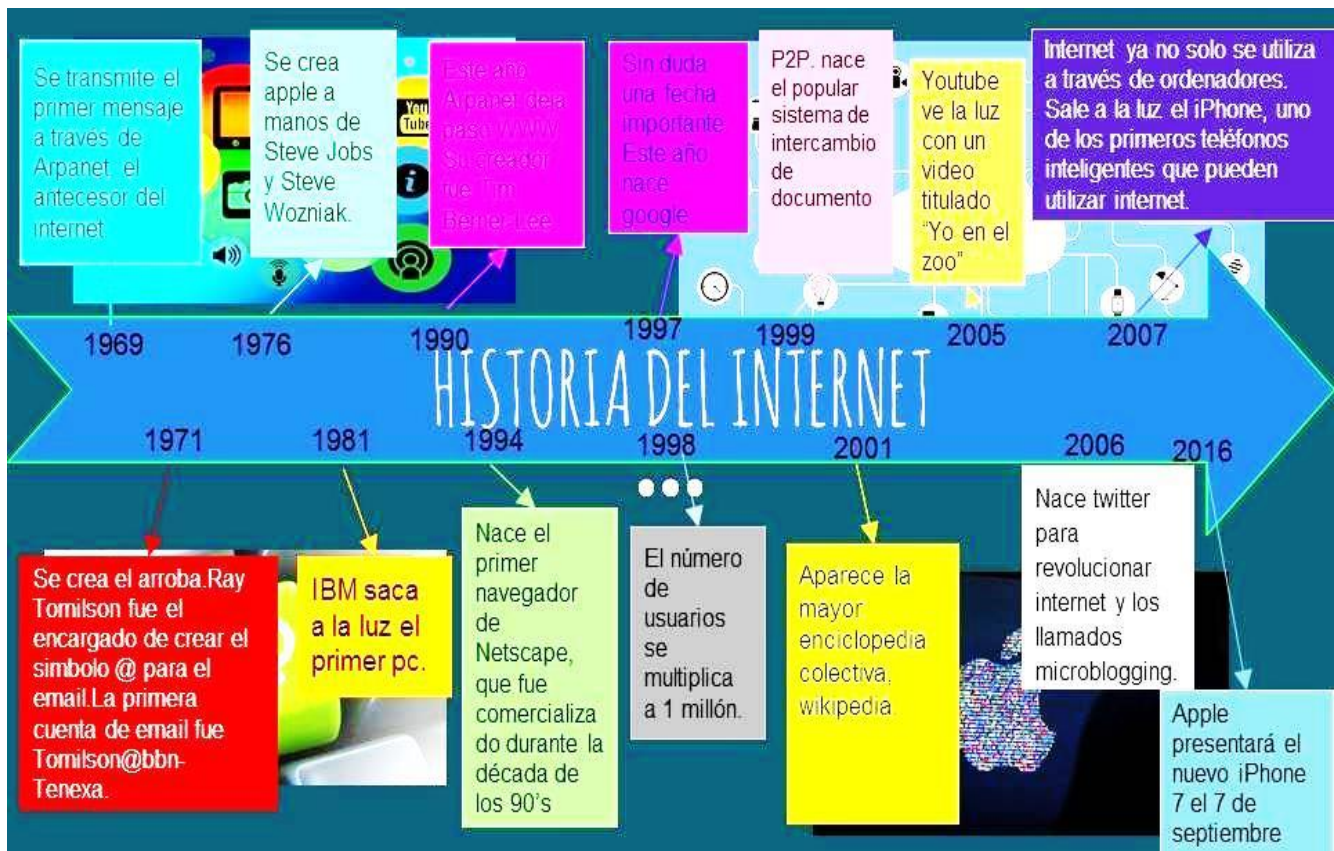 Se transmite el
primer mensaje
a través de
Arpanet, el
antecesor del
internet
Se crea
apple a
manos de
Steve Jobs
y Steve
Wozniak.
Este año
Arpanet deja
paso WWW
Su creador
fue Tim
Berner-Lee
Sin duda
una fecha
importante
Este año
nace
google
P2P. nace
el popular
sistema de
intercambio
de
documento
Youtube
ve la luz
con un
video
titulado
"Yo en el
zoo"
Internet ya no solo se utiliza
a través de ordenadores.
Sale a la luz el iPhone, uno
de los primeros teléfonos
inteligentes que pueden
utilizar internet.
You
Tube
i
1969
1976
1990
1997
1999
2005
2007
HISTORIA DEL INTERNET
1971
1981
1994
1998
2001
2006
2016
Se crea el arroba.Ray
Tomilson fue el
encargado de crear el
simbolo @ para el
email.La primera
cuenta de email fue
Tomilson@bbn-
Tenexa.
IBM saca
a la luz el
primer pc.
Nace el
primer
navegador
de
Netscape,
que fue
comercializa
do durante la
década de
los 90's
El número
de
usuarios
se
multiplica
a 1 millón.
Aparece la
mayor
enciclopedia
colectiva,
wikipedia
Nace twitter
para
revolucionar
internet y los
llamados
microblogging.
Apple
presentará el
nuevo iPhone
7 el 7 de
septiembre